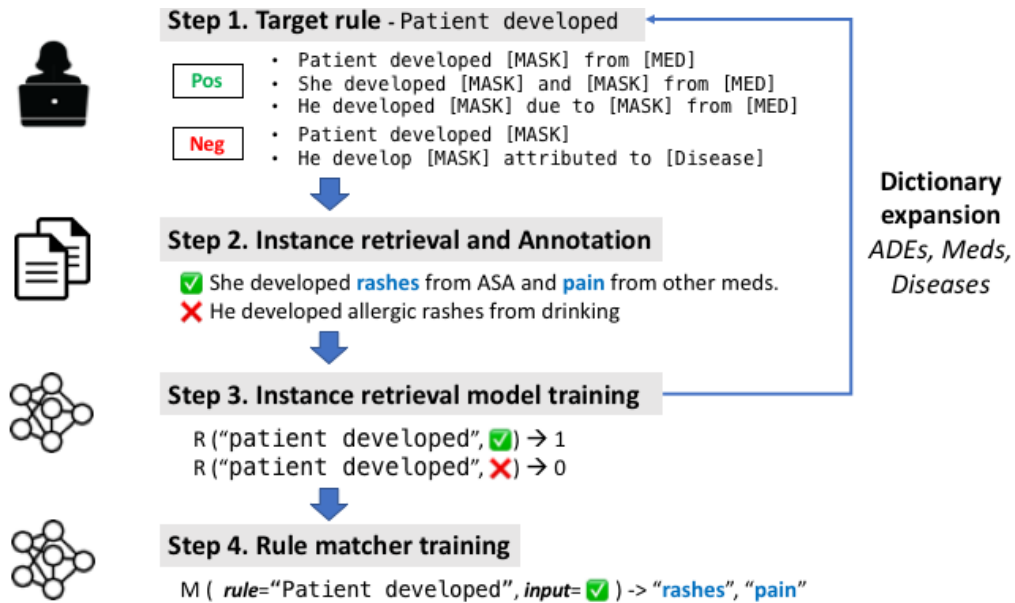 Step 1. Target rule - Patient developed
Pos
• Patient developed [MASK] from [MED]
• She developed [MASK] and [MASK] from [MED]
• He developed [MASK] due to [MASK] from [MED]
Neg
• Patient developed [MASK]
• He develop [MASK] attributed to [Disease]
Step 2. Instance retrieval and Annotation
✅ She developed rashes from ASA and pain from other meds.
❌ He developed allergic rashes from drinking
Step 3. Instance retrieval model training
R (“patient developed”, ✅) → 1
R (“patient developed”, ❌) → 0
Step 4. Rule matcher training
M ( rule=“Patient developed”, input= ✅ ) -> “rashes”, “pain”
Dictionary
expansion
ADEs, Meds,
Diseases